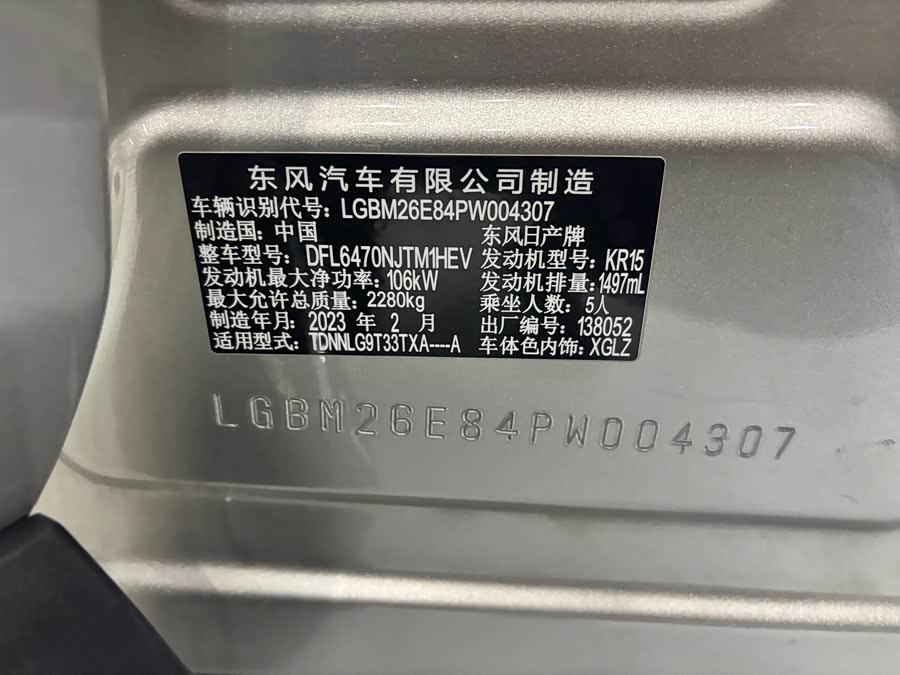 东风汽车有限公司制造
车辆识别代号: LGBM26E84PW004307
制造国: 中国 东风日产牌
整车型号: DFL6470NJTM1HEV 发动机型号: KR15
发动机最大净功率: 106kW 发动机排量: 1497mL
最大允许总质量: 2280kg 乘坐人数: 5人
制造年月: 2023 年 2 月 出厂编号: 138052
适用型式: TDNNLG9T33TXA----A 车体色内饰: XGLZ
LGBM26E84PW004307